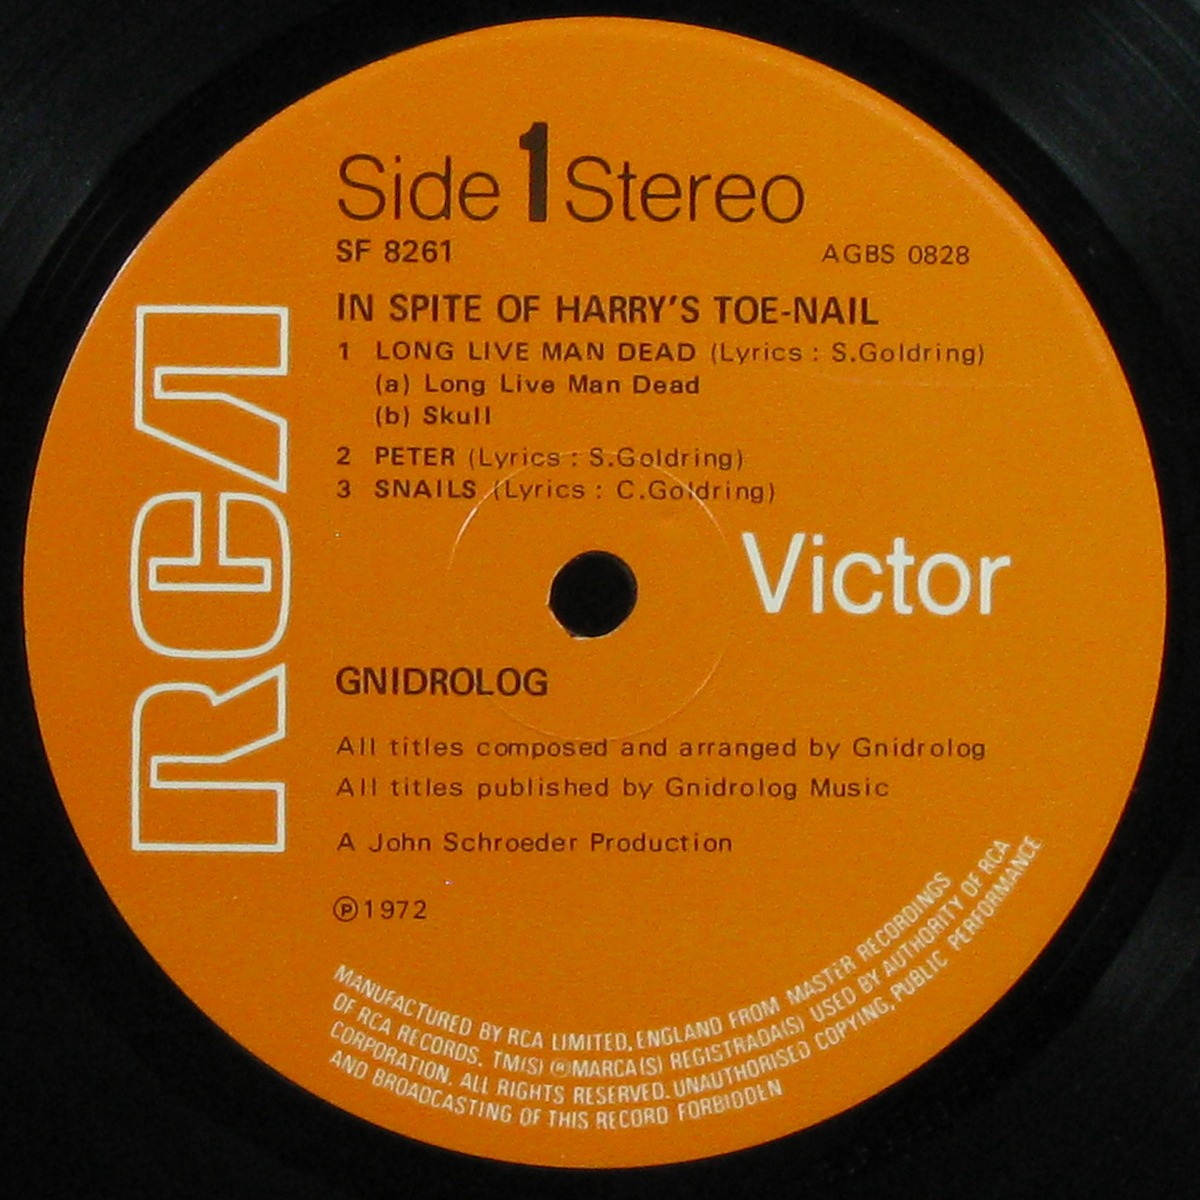 Side 1 Stereo
SF 8261 AGBS 0828
IN SPITE OF HARRY'S TOE-NAIL
1 LONG LIVE MAN DEAD (Lyrics : S.Goldring)
(a) Long Live Man Dead
(b) Skull
2 PETER (Lyrics : S.Goldring)
3 SNAILS (Lyrics : C.Goldring)
RCA
Victor
GNIDROLOG
All titles composed and arranged by Gnidrolog
All titles published by Gnidrolog Music
A John Schroeder Production
℗1972
MANUFACTURED BY RCA LIMITED, ENGLAND FROM MASTER RECORDINGS
OF RCA RECORDS. TM(S) ® MARCA(S) REGISTRADA(S) USED BY AUTHORITY OF RCA
CORPORATION. ALL RIGHTS RESERVED. UNAUTHORISED COPYING, PUBLIC PERFORMANCE
AND BROADCASTING OF THIS RECORD FORBIDDEN